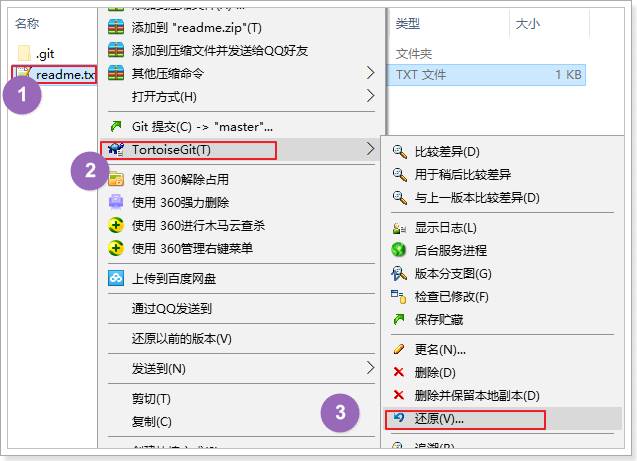 名称
类型
大小
.git
文件夹
readme.tx
TXT 文件
1 KB
1
添加到 "readme.zip"(T)
添加到压缩文件并发送给QQ好友
其他压缩命令
打开方式(H)
Git 提交(C) -> "master"...
TortoiseGit(T)
2
使用 360解除占用
使用 360强力删除
使用 360进行木马云查杀
使用 360管理右键菜单
上传到百度网盘
通过QQ发送到
还原以前的版本(V)
发送到(N)
剪切(T)
复制(C)
比较差异(D)
用于稍后比较差异
与上一版本比较差异(D)
显示日志(L)
后台服务进程
版本分支图(G)
检查已修改(F)
保存贮藏
更名(N)...
删除(D)
删除并保留本地副本(D)
3
还原(V)...